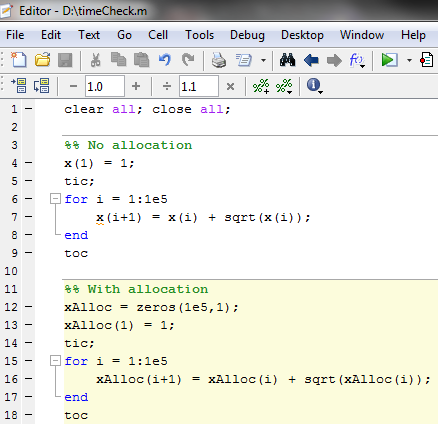 Editor - D:\timeCheck.m
File Edit Text Go Cell Tools Debug Desktop Window Help
− 1.0 + ÷ 1.1 ×
1 − clear all; close all;
2
3 %% No allocation
4 − x(1) = 1;
5 − tic;
6 − for i = 1:1e5
7 − x(i+1) = x(i) + sqrt(x(i));
8 − end
9 − toc
10
11 %% With allocation
12 − xAlloc = zeros(1e5,1);
13 − xAlloc(1) = 1;
14 − tic;
15 − for i = 1:1e5
16 − xAlloc(i+1) = xAlloc(i) + sqrt(xAlloc(i));
17 − end
18 − toc